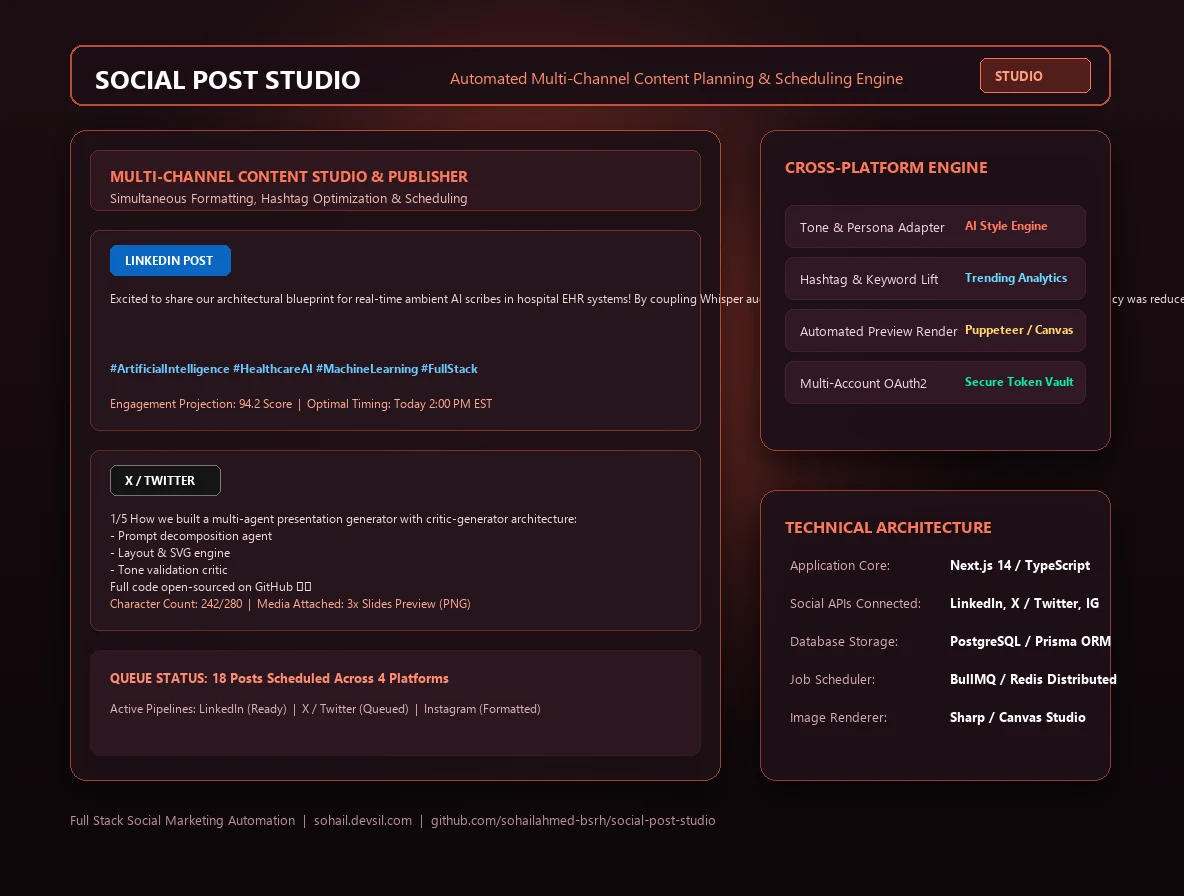 SOCIAL POST STUDIO
Automated Multi-Channel Content Planning & Scheduling Engine
STUDIO
MULTI-CHANNEL CONTENT STUDIO & PUBLISHER
Simultaneous Formatting, Hashtag Optimization & Scheduling
LINKEDIN POST
Excited to share our architectural blueprint for real-time ambient AI scribes in hospital EHR systems! By coupling Whisper au cy was reduce
#ArtificialIntelligence #HealthcareAI #MachineLearning #FullStack
Engagement Projection: 94.2 Score | Optimal Timing: Today 2:00 PM EST
X / TWITTER
1/5 How we built a multi-agent presentation generator with critic-generator architecture:
- Prompt decomposition agent
- Layout & SVG engine
- Tone validation critic
Full code open-sourced on GitHub
Character Count: 242/280 | Media Attached: 3x Slides Preview (PNG)
QUEUE STATUS: 18 Posts Scheduled Across 4 Platforms
Active Pipelines: LinkedIn (Ready) | X / Twitter (Queued) | Instagram (Formatted)
CROSS-PLATFORM ENGINE
Tone & Persona Adapter AI Style Engine
Hashtag & Keyword Lift Trending Analytics
Automated Preview Render Puppeteer / Canvas
Multi-Account OAuth2 Secure Token Vault
TECHNICAL ARCHITECTURE
Application Core: Next.js 14 / TypeScript
Social APIs Connected: LinkedIn, X / Twitter, IG
Database Storage: PostgreSQL / Prisma ORM
Job Scheduler: BullMQ / Redis Distributed
Image Renderer: Sharp / Canvas Studio
Full Stack Social Marketing Automation | sohail.devsil.com | github.com/sohailahmed-bsrh/social-post-studio